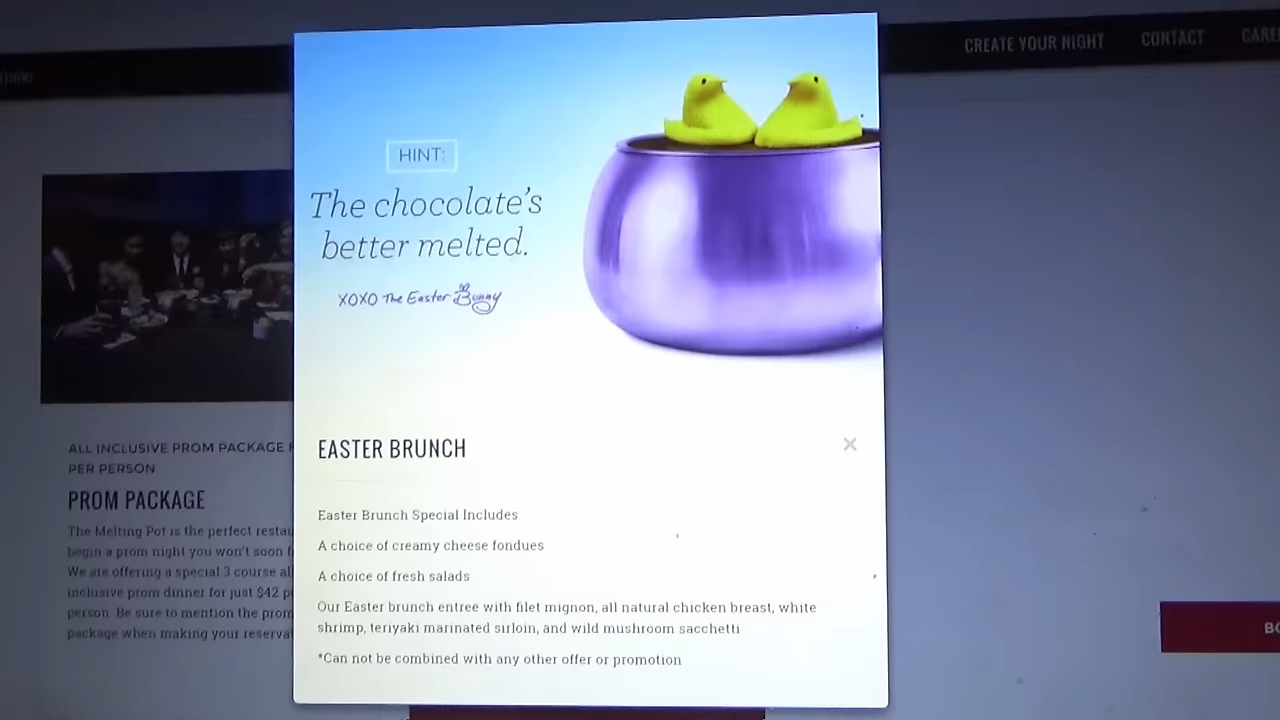 CREATE YOUR NIGHT CONTACT
HINT:
The chocolate's
better melted.
XOXO The Easter Bunny
EASTER BRUNCH
×
Easter Brunch Special Includes
A choice of creamy cheese fondues
A choice of fresh salads
Our Easter brunch entree with filet mignon, all natural chicken breast, white
shrimp, teriyaki marinated sirloin, and wild mushroom sacchetti
*Can not be combined with any other offer or promotion
ALL INCLUSIVE PROM PACKAGE
PER PERSON
PROM PACKAGE
The Melting Pot is the perfect
begin a prom night you won't soon
We are offering a special 3 course
inclusive prom dinner for just $42
person. Be sure to mention the prom
package when making your